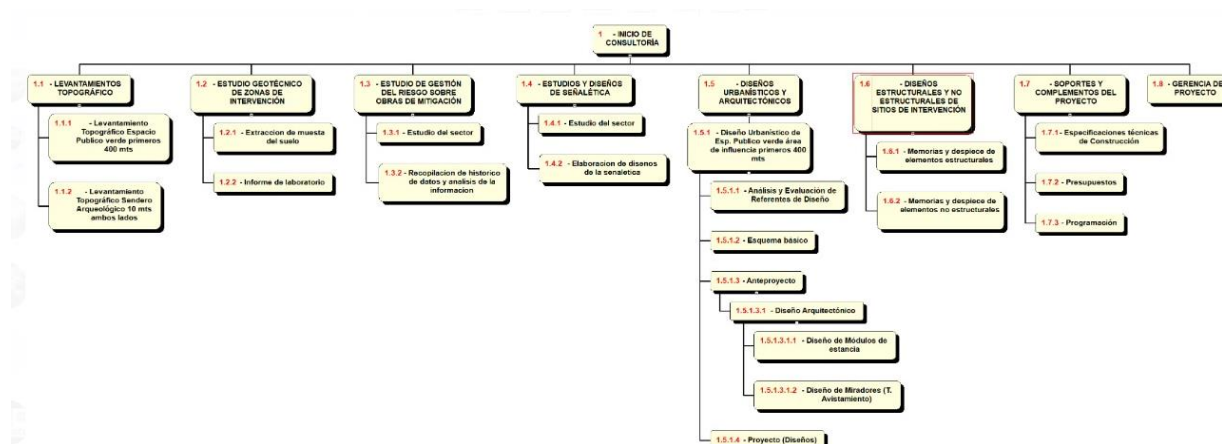 1 - INICIO DE
CONSULTORÍA
1.1 - LEVANTAMIENTOS
TOPOGRÁFICO
1.1.1 - Levantamiento
Topográfico Espacio
Publico verde primeros
400 mts
1.1.2 - Levantamiento
Topográfico Sendero
Arqueológico 10 mts
ambos lados
1.2 - ESTUDIO GEOTÉCNICO
DE ZONAS DE
INTERVENCIÓN
1.2.1 - Extraccion de muesta
del suelo
1.2.2 - Informe de laboratorio
1.3 - ESTUDIO DE GESTIÓN
DEL RIESGO SOBRE
OBRAS DE MITIGACIÓN
1.3.1 - Estudio del sector
1.3.2 - Recopilacion de historico
de datos y analisis de la
informacion
1.4 - ESTUDIOS Y DISEÑOS
DE SEÑALÉTICA
1.4.1 - Estudio del sector
1.4.2 - Elaboracion de disenos
de la senaletica
1.5 - DISEÑOS
URBANÍSTICOS Y
ARQUITECTÓNICOS
1.5.1 - Diseño Urbanístico de
Esp. Publico verde área de
influencia primeros 400
mts
1.5.1.1 - Análisis y Evaluación de
Referentes de Diseño
1.5.1.2 - Esquema básico
1.5.1.3 - Anteproyecto
1.5.1.3.1 - Diseño Arquitectónico
1.5.1.3.1.1 - Diseño de Módulos de
estancia
1.5.1.3.1.2 - Diseño de Miradores (T.
Avistamiento)
1.5.1.4 - Proyecto (Diseños)
1.6 - DISEÑOS
ESTRUCTURALES Y NO
ESTRUCTURALES DE
SITIOS DE INTERVENCIÓN
1.6.1 - Memorias y despiece de
elementos estructurales
1.6.2 - Memorias y despiece de
elementos no estructurales
1.7 - SOPORTES Y
COMPLEMENTOS DEL
PROYECTO
1.7.1 - Especificaciones técnicas
de Construcción
1.7.2 - Presupuestos
1.7.3 - Programación
1.8 - GERENCIA DE
PROYECTO